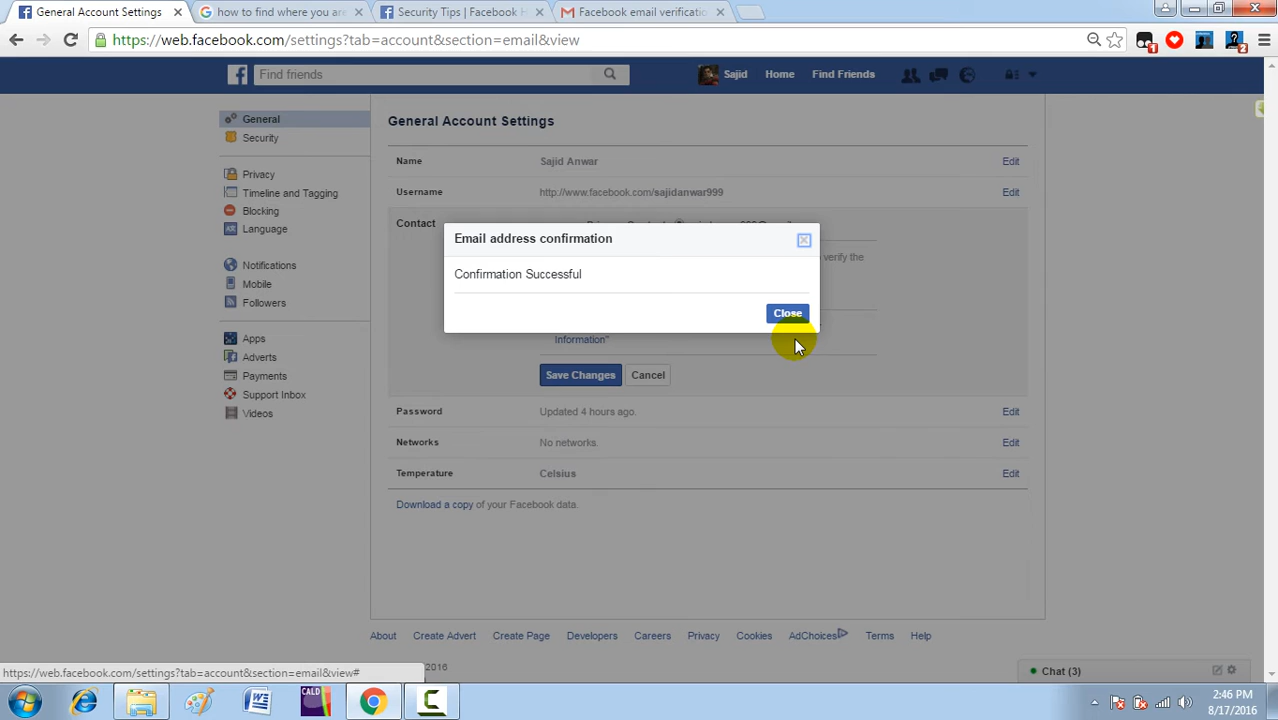 General Account Settings
how to find where you are
Security Tips | Facebook H
Facebook email verificatio
https://web.facebook.com/settings?tab=account&section=email&view
1
2
Find friends
Sajid
Home
Find Friends
General
Security
Privacy
Timeline and Tagging
Blocking
Language
Notifications
Mobile
Followers
Apps
Adverts
Payments
Support Inbox
Videos
General Account Settings
Name Sajid Anwar Edit
Username http://www.facebook.com/sajidanwar999 Edit
Contact
verify the
Email address confirmation
Confirmation Successful
Close
Information"
Save Changes Cancel
Password Updated 4 hours ago. Edit
Networks No networks. Edit
Temperature Celsius Edit
Download a copy of your Facebook data.
About Create Advert Create Page Developers Careers Privacy Cookies AdChoices Terms Help
2016
Chat (3)
https://web.facebook.com/settings?tab=account&section=email&view#
CALD
2:46 PM
8/17/2016